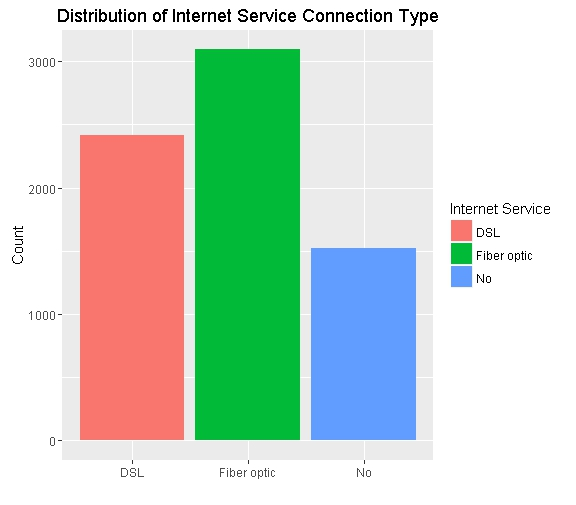 Distribution of Internet Service Connection Type
Count
3000
2000
1000
0
DSL
Fiber optic
No
Internet Service
DSL
Fiber optic
No